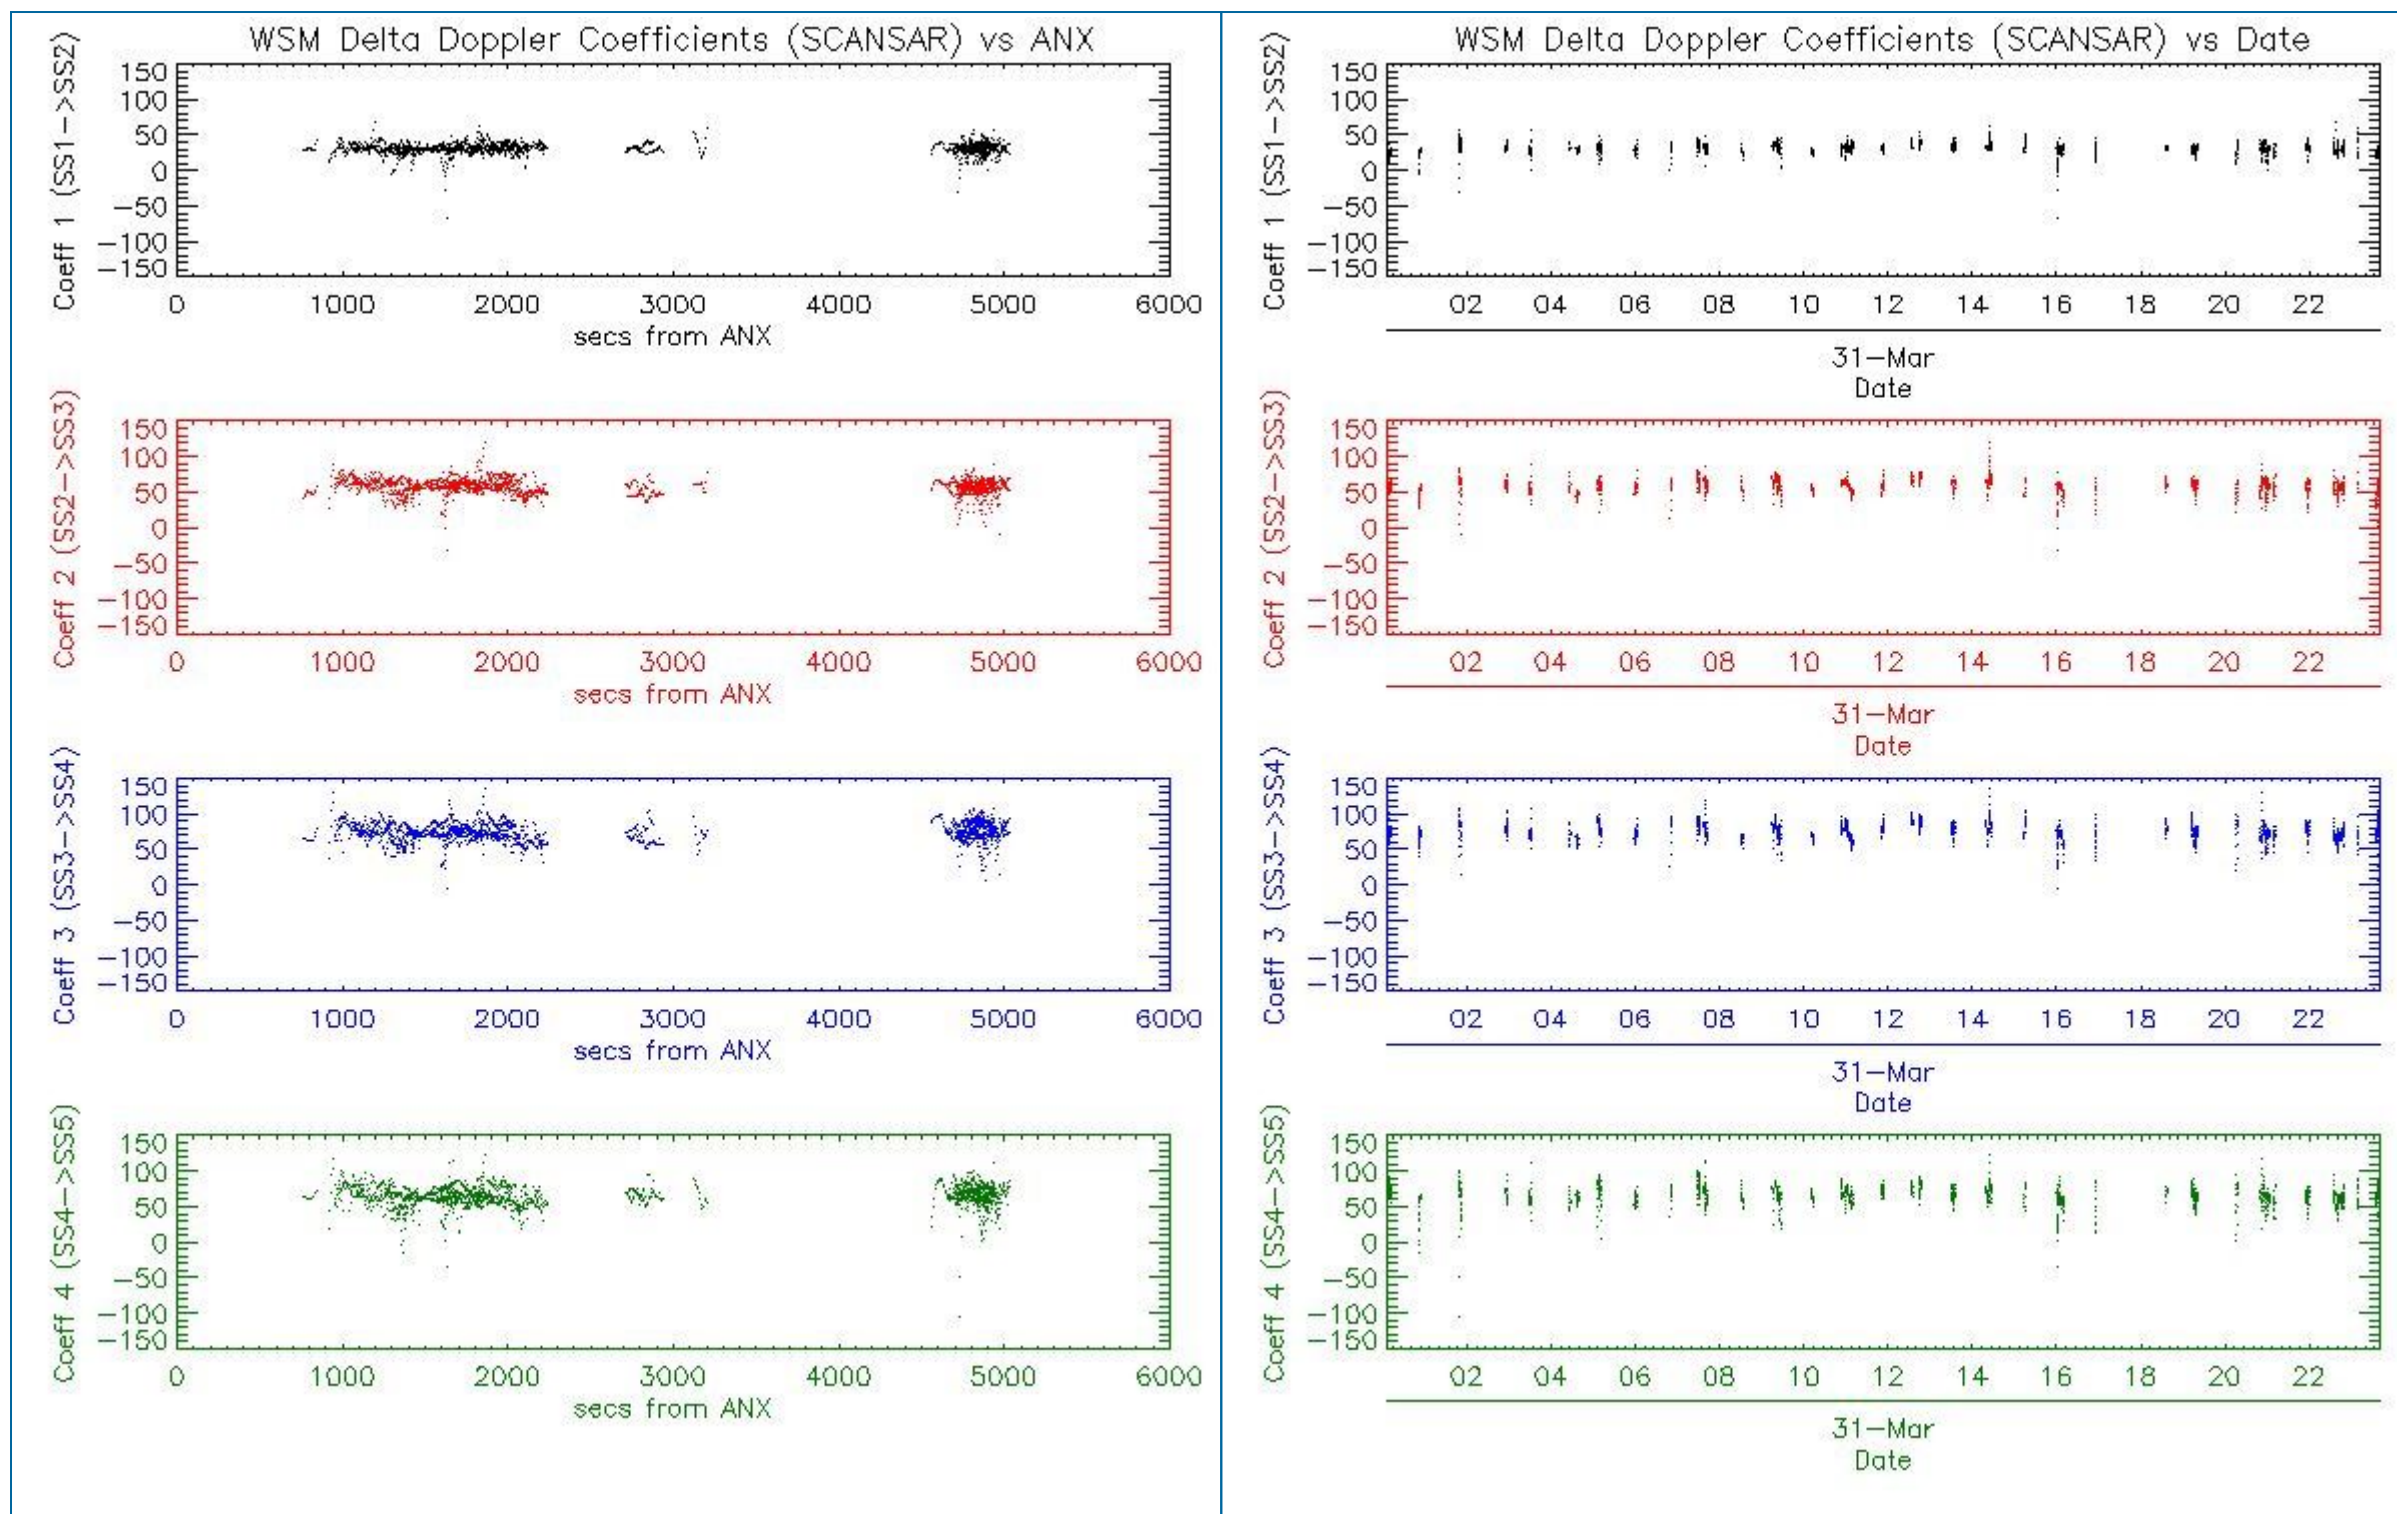 WSM Delta Doppler Coefficients (SCANSAR) vs ANX
Coeff 1 (SS1->SS2)
150
100
50
0
-50
-100
-150
0 1000 2000 3000 4000 5000 6000
secs from ANX
Coeff 2 (SS2->SS3)
150
100
50
0
-50
-100
-150
0 1000 2000 3000 4000 5000 6000
secs from ANX
Coeff 3 (SS3->SS4)
150
100
50
0
-50
-100
-150
0 1000 2000 3000 4000 5000 6000
secs from ANX
Coeff 4 (SS4->SS5)
150
100
50
0
-50
-100
-150
0 1000 2000 3000 4000 5000 6000
secs from ANX
WSM Delta Doppler Coefficients (SCANSAR) vs Date
Coeff 1 (SS1->SS2)
150
100
50
0
-50
-100
-150
02 04 06 08 10 12 14 16 18 20 22
31-Mar
Date
Coeff 2 (SS2->SS3)
150
100
50
0
-50
-100
-150
02 04 06 08 10 12 14 16 18 20 22
31-Mar
Date
Coeff 3 (SS3->SS4)
150
100
50
0
-50
-100
-150
02 04 06 08 10 12 14 16 18 20 22
31-Mar
Date
Coeff 4 (SS4->SS5)
150
100
50
0
-50
-100
-150
02 04 06 08 10 12 14 16 18 20 22
31-Mar
Date